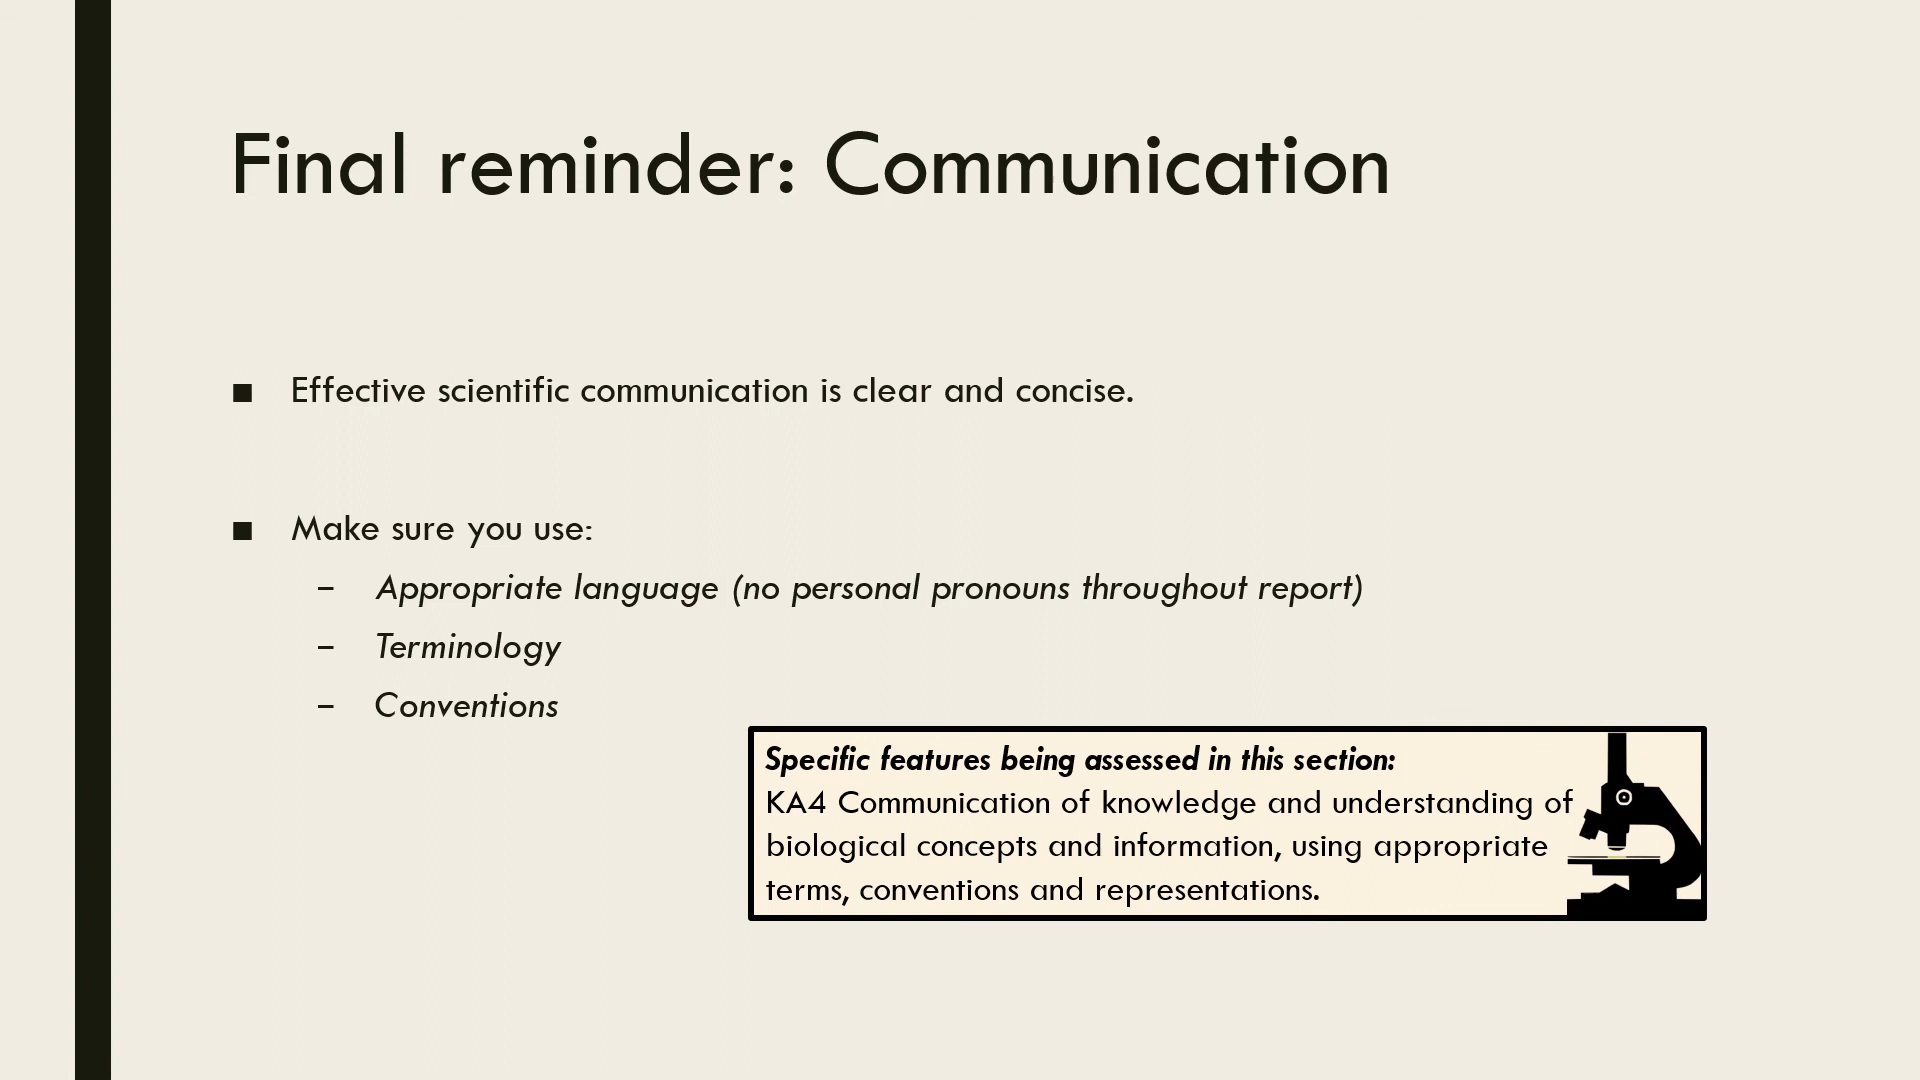 Final reminder: Communication
■ Effective scientific communication is clear and concise.
■ Make sure you use:
– Appropriate language (no personal pronouns throughout report)
– Terminology
– Conventions
Specific features being assessed in this section:
KA4 Communication of knowledge and understanding of
biological concepts and information, using appropriate
terms, conventions and representations.